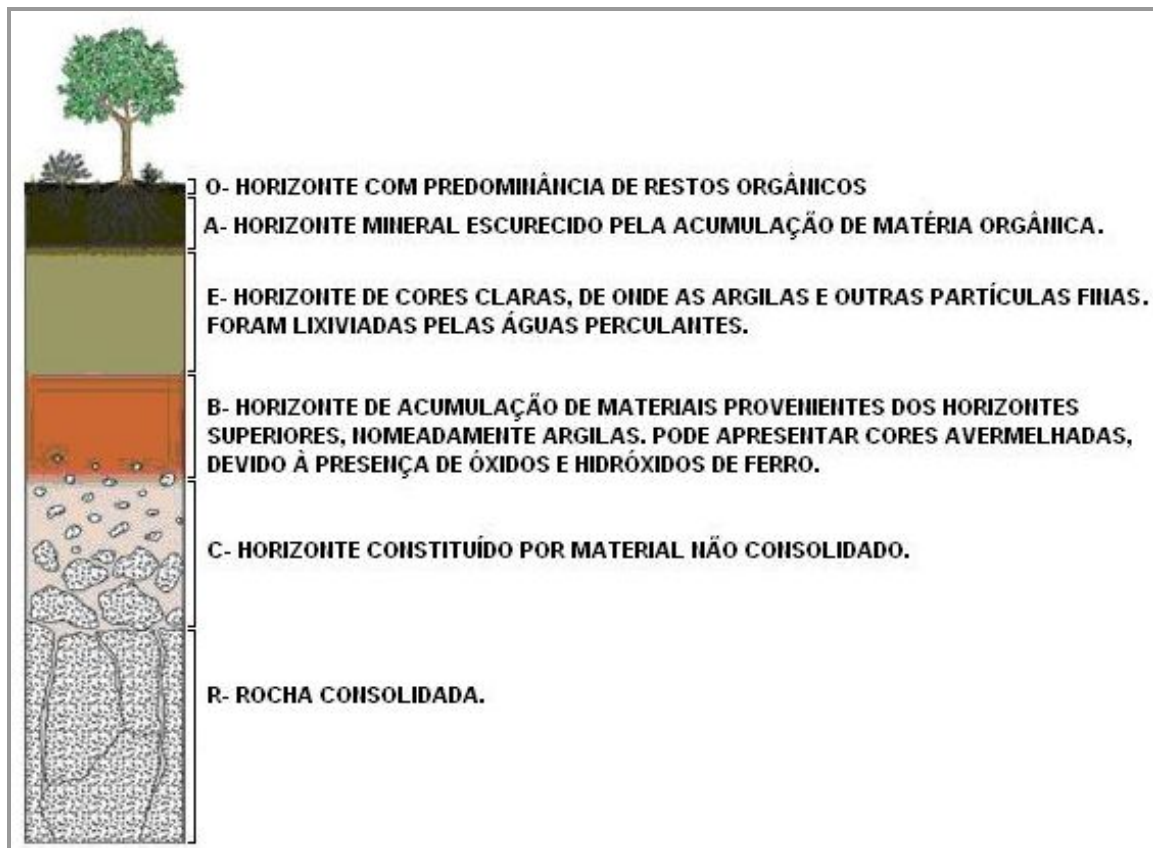 O- HORIZONTE COM PREDOMINÂNCIA DE RESTOS ORGÂNICOS
A- HORIZONTE MINERAL ESCURECIDO PELA ACUMULAÇÃO DE MATÉRIA ORGÂNICA.
E- HORIZONTE DE CORES CLARAS, DE ONDE AS ARGILAS E OUTRAS PARTÍCULAS FINAS.
FORAM LIXIVIADAS PELAS ÁGUAS PERCULANTES.
B- HORIZONTE DE ACUMULAÇÃO DE MATERIAIS PROVENIENTES DOS HORIZONTES
SUPERIORES, NOMEADAMENTE ARGILAS. PODE APRESENTAR CORES AVERMELHADAS,
DEVIDO À PRESENÇA DE ÓXIDOS E HIDRÓXIDOS DE FERRO.
C- HORIZONTE CONSTITUÍDO POR MATERIAL NÃO CONSOLIDADO.
R- ROCHA CONSOLIDADA.